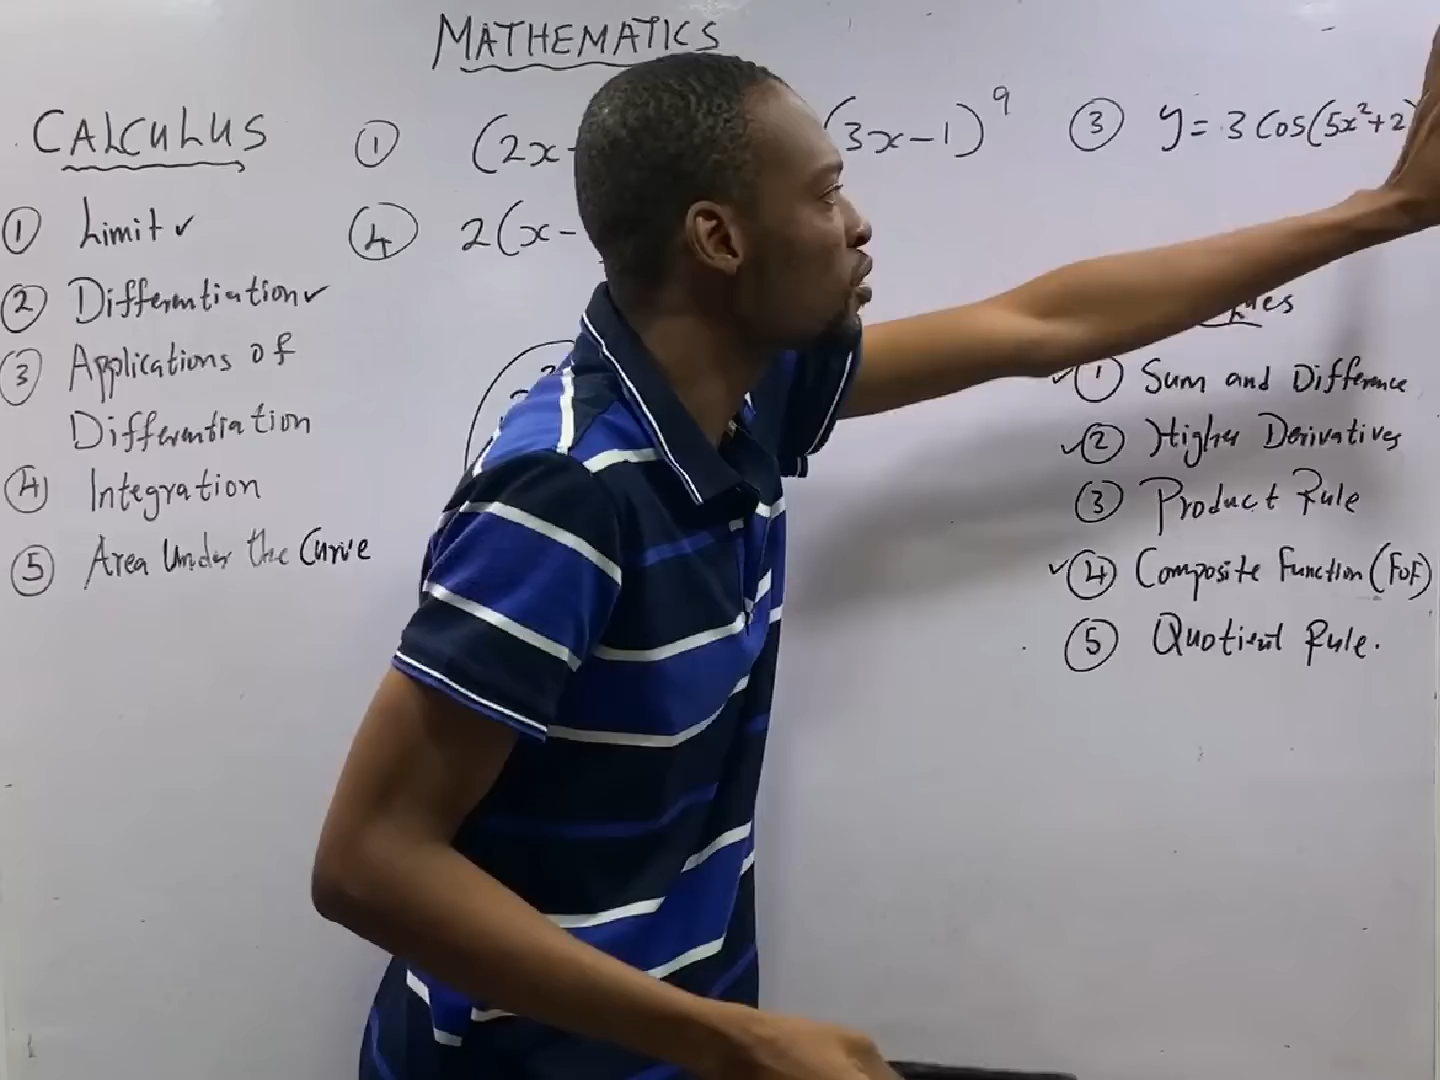 MATHEMATICS
CALCULUS
① Limit ✓
② Differentiation ✓
③ Applications of
Differentiation
④ Integration
⑤ Area Under the Curve
① (2x-
(3x-1)⁹
③ y = 3 Cos(5x²+2)
④ 2(x-
✓ ① Sum and Difference
✓ ② Higher Derivatives
③ Product Rule
✓ ④ Composite Function (FOF)
⑤ Quotient Rule.